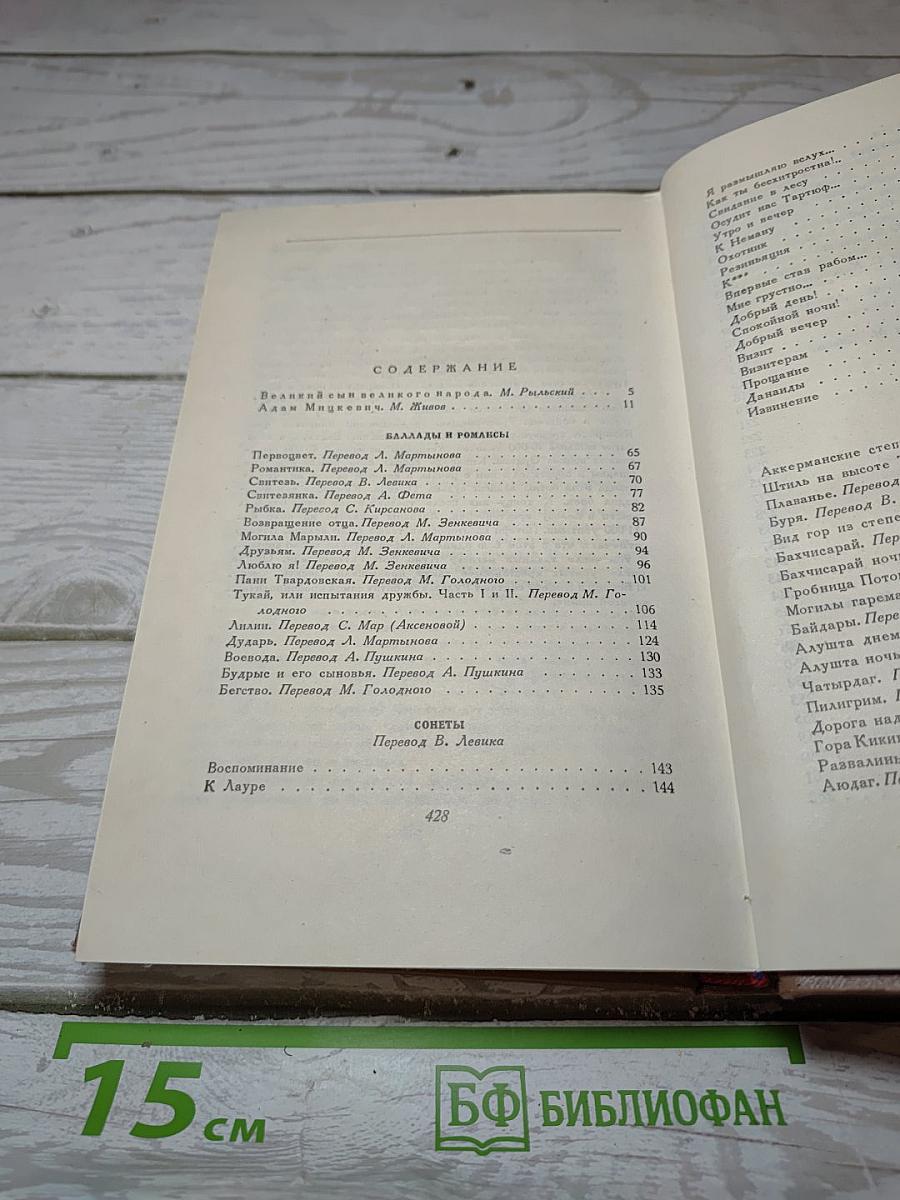 СОДЕРЖАНИЕ
Великий сын великого народа. М. Рыльский . . . 5
Адам Мицкевич. М. Живов . . . . . . . . . . . . . 11
БАЛЛАДЫ И РОМАНСЫ
Первоцвет. Перевод Л. Мартынова . . . . . . . . . . . 65
Романтика. Перевод Л. Мартынова . . . . . . . . . . . 67
Свитезь. Перевод В. Левика . . . . . . . . . . . . . . 70
Свитезянка. Перевод А. Фета . . . . . . . . . . . . . 77
Рыбка. Пересод С. Кирсанова . . . . . . . . . . . . . 82
Возвращение отца. Перевод М. Зенкевича . . . . . . . . 87
Могила Марыли. Перевод Л. Мартынова . . . . . . . . . 90
Друзьям. Перевод М. Зенкевича . . . . . . . . . . . . 94
Люблю я! Перевод М. Зенкевича . . . . . . . . . . . . 96
Пани Твардовская. Перевод М. Голодного . . . . . . . . 101
Тукай, или испытания дружбы. Часть I и II. Перевод М. Го-
лодного . . . . . . . . . . . . . . . . . . . . 106
Лилии. Перевод С. Мар (Аксеновой) . . . . . . . . . . 114
Дударь. Перевод Л. Мартынова . . . . . . . . . . . . . 124
Воевода. Перевод А. Пушкина . . . . . . . . . . . . . 130
Будрыс и его сыновья. Перевод А. Пушкина . . . . . . 133
Бегство. Перевод М. Голодного . . . . . . . . . . . . 135
СОНЕТЫ
Перевод В. Левика
Воспоминание . . . . . . . . . . . . . . . . . . . . . 143
К Лауре . . . . . . . . . . . . . . . . . . . . . . . 144
428
Я размышляю вслух...
Как ты бесхитростна!..
Свидание в лесу
Осудит нас Тартюф...
Утро и вечер
К Неману
Охотник
Резиньяция
К***
Впервые став рабом...
Мне грустно...
Добрый день!
Спокойной ночи!
Добрый вечер
Визит
Визитерам
Прощание
Данаиды
Извинение
Аккерманские степ
Штиль на высоте
Плаванье. Перевод
Буря. Перевод В.
Вид гор из степе
Бахчисарай. Пер
Бахчисарай ноч
Гробница Пото
Могилы гарема
Байдары. Пере
Алушта днем
Алушта ночь
Чатырдаг. П
Пилигрим.
Дорога над
Гора Кики
Развалины
Аюдаг. Пе
15 см
БФ БИБЛИОФАН